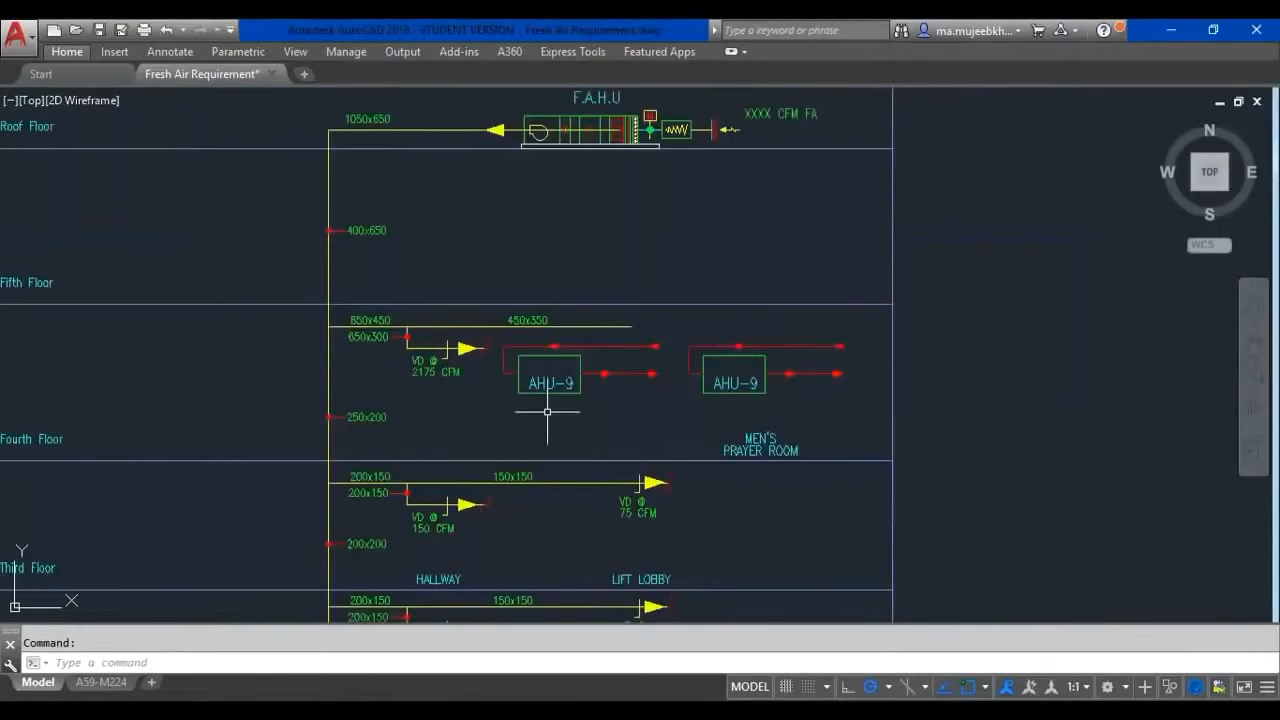 Autodesk AutoCAD 2018 - STUDENT VERSION Fresh Air Requirement.dwg
Type a keyword or phrase
ma.mujeebkh...
Home Insert Annotate Parametric View Manage Output Add-ins A360 Express Tools Featured Apps
Start
Fresh Air Requirement*
[−][Top][2D Wireframe]
F.A.H.U
1050x650
XXXX CFM FA
Roof Floor
N
W TOP E
S
WCS
400x650
Fifth Floor
850x450 450x350
650x300
VD @
2175 CFM
AHU-9 AHU-9
250x200
Fourth Floor
MEN'S
PRAYER ROOM
200x150 150x150
200x150
VD @
75 CFM
VD @
150 CFM
200x200
Third Floor
HALLWAY LIFT LOBBY
200x150 150x150
200x150
Y
X
Command:
Type a command
Model A59-M224
MODEL 1:1